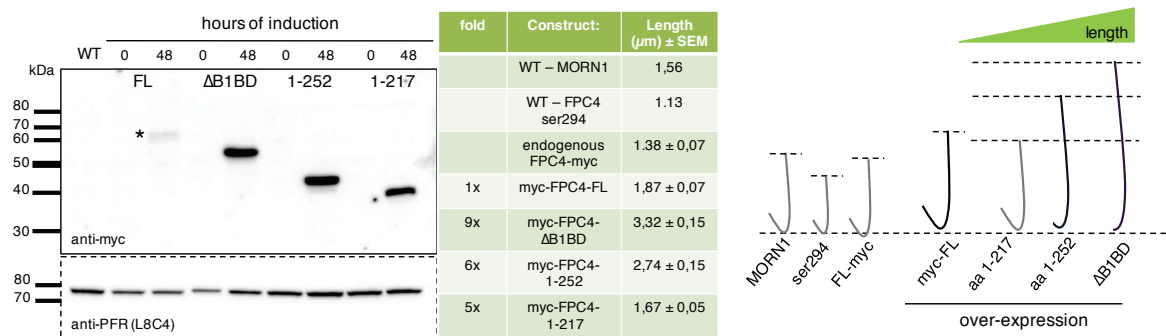 hours of induction
WT 0 48 0 48 0 48 0 48
kDa
FL ΔB1BD 1-252 1-217
80
70
60
*
50
40
30
anti-myc
80
70
anti-PFR (L8C4)
fold Construct: Length
(µm) ± SEM
WT – MORN1 1,56
WT – FPC4
ser294 1.13
endogenous
FPC4-myc 1.38 ± 0,07
1x myc-FPC4-FL 1,87 ± 0,07
9x myc-FPC4-
ΔB1BD 3,32 ± 0,15
6x myc-FPC4-
1-252 2,74 ± 0,15
5x myc-FPC4-
1-217 1,67 ± 0,05
length
MORN1
ser294
FL-myc
myc-FL
aa 1-217
aa 1-252
ΔB1BD
over-expression